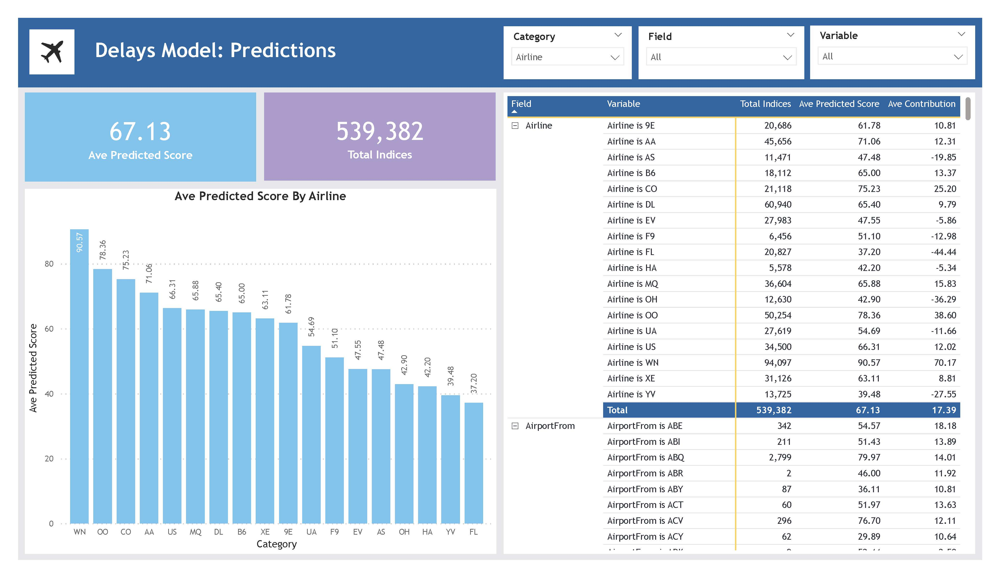 Delays Model: Predictions
Category
Airline
Field
All
Variable
All
67.13
Ave Predicted Score
539,382
Total Indices
Ave Predicted Score By Airline
Ave Predicted Score
80
60
40
20
0
90.57
78.36
75.23
71.06
66.31
65.88
65.40
65.00
63.11
61.78
54.69
51.10
47.55
47.48
42.90
42.20
39.48
37.20
WN OO CO AA US MQ DL B6 XE 9E UA F9 EV AS OH HA YV FL
Category
Field Variable Total Indices Ave Predicted Score Ave Contribution
Airline Airline is 9E 20,686 61.78 10.81
Airline is AA 45,656 71.06 12.31
Airline is AS 11,471 47.48 -19.85
Airline is B6 18,112 65.00 13.37
Airline is CO 21,118 75.23 25.20
Airline is DL 60,940 65.40 9.79
Airline is EV 27,983 47.55 -5.86
Airline is F9 6,456 51.10 -12.98
Airline is FL 20,827 37.20 -44.44
Airline is HA 5,578 42.20 -5.34
Airline is MQ 36,604 65.88 15.83
Airline is OH 12,630 42.90 -36.29
Airline is OO 50,254 78.36 38.60
Airline is UA 27,619 54.69 -11.66
Airline is US 34,500 66.31 12.02
Airline is WN 94,097 90.57 70.17
Airline is XE 31,126 63.11 8.81
Airline is YV 13,725 39.48 -27.55
Total 539,382 67.13 17.39
AirportFrom AirportFrom is ABE 342 54.57 18.18
AirportFrom is ABI 211 51.43 13.89
AirportFrom is ABQ 2,799 79.97 14.01
AirportFrom is ABR 2 46.00 11.92
AirportFrom is ABY 87 36.11 10.81
AirportFrom is ACT 60 51.97 13.63
AirportFrom is ACV 296 76.70 12.11
AirportFrom is ACY 62 29.89 10.64